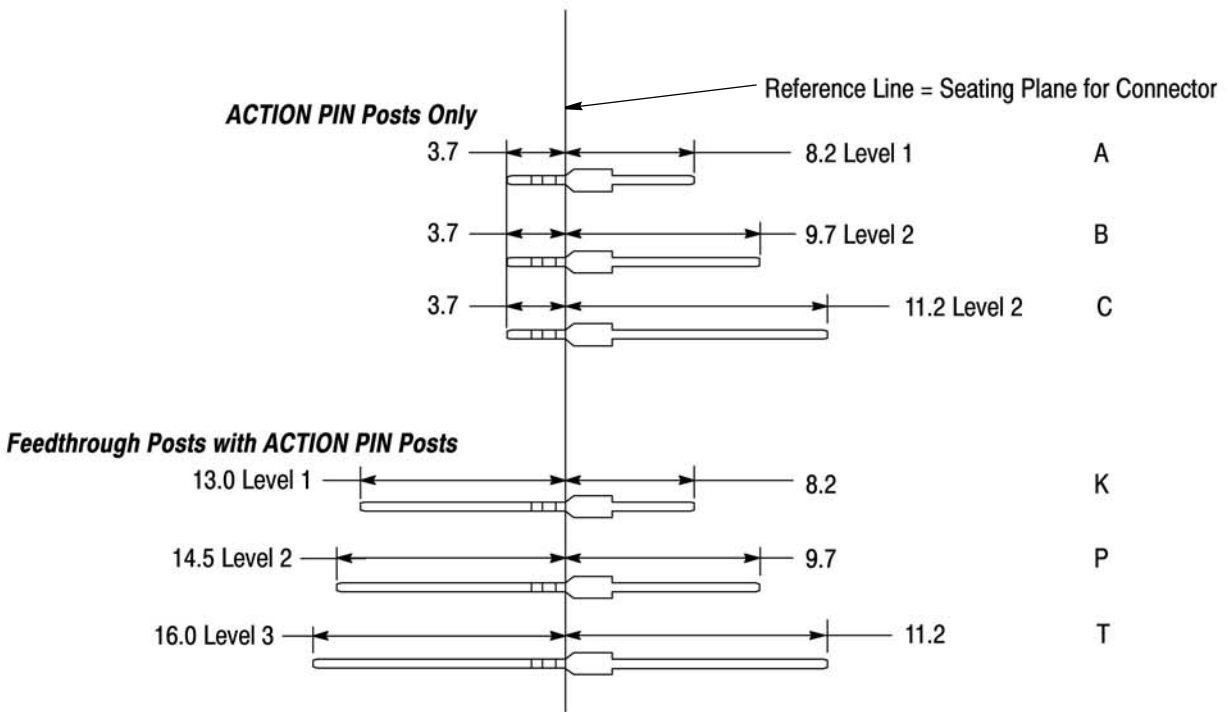 Reference Line = Seating Plane for Connector
ACTION PIN Posts Only
3.7 8.2 Level 1 A
3.7 9.7 Level 2 B
3.7 11.2 Level 2 C
Feedthrough Posts with ACTION PIN Posts
13.0 Level 1 8.2 K
14.5 Level 2 9.7 P
16.0 Level 3 11.2 T